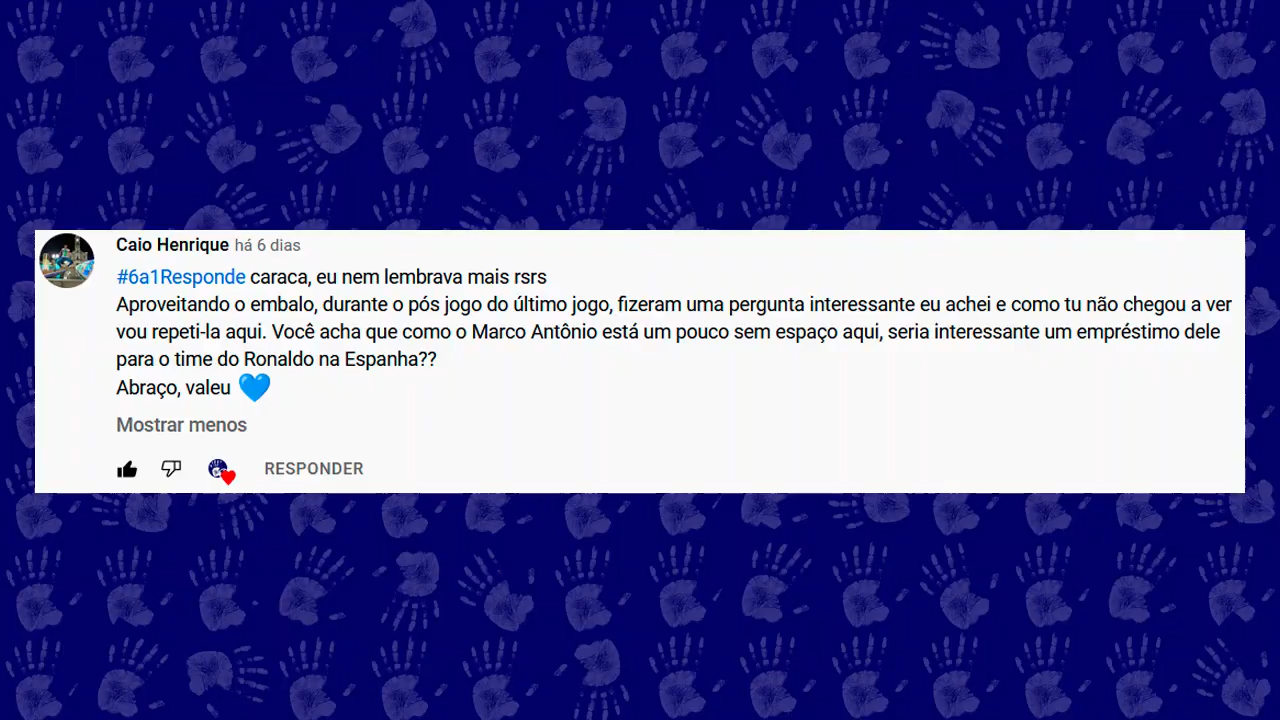 Caio Henrique há 6 dias
#6a1Responde caraca, eu nem lembrava mais rsrs
Aproveitando o embalo, durante o pós jogo do último jogo, fizeram uma pergunta interessante eu achei e como tu não chegou a ver
vou repeti-la aqui. Você acha que como o Marco Antônio está um pouco sem espaço aqui, seria interessante um empréstimo dele
para o time do Ronaldo na Espanha??
Abraço, valeu 💙
Mostrar menos
RESPONDER